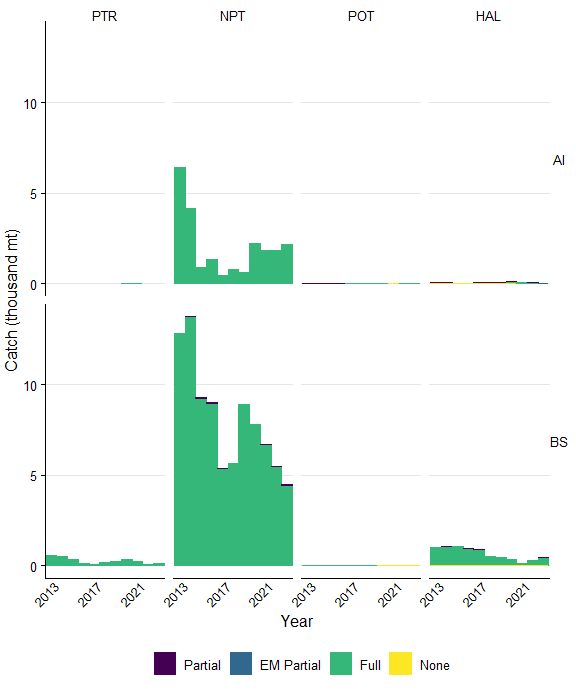 PTR NPT POT HAL
10
5
0
AI
10
5
0
BS
Catch (thousand mt)
2013 2017 2021 2013 2017 2021 2013 2017 2021 2013 2017 2021
Year
Partial EM Partial Full None